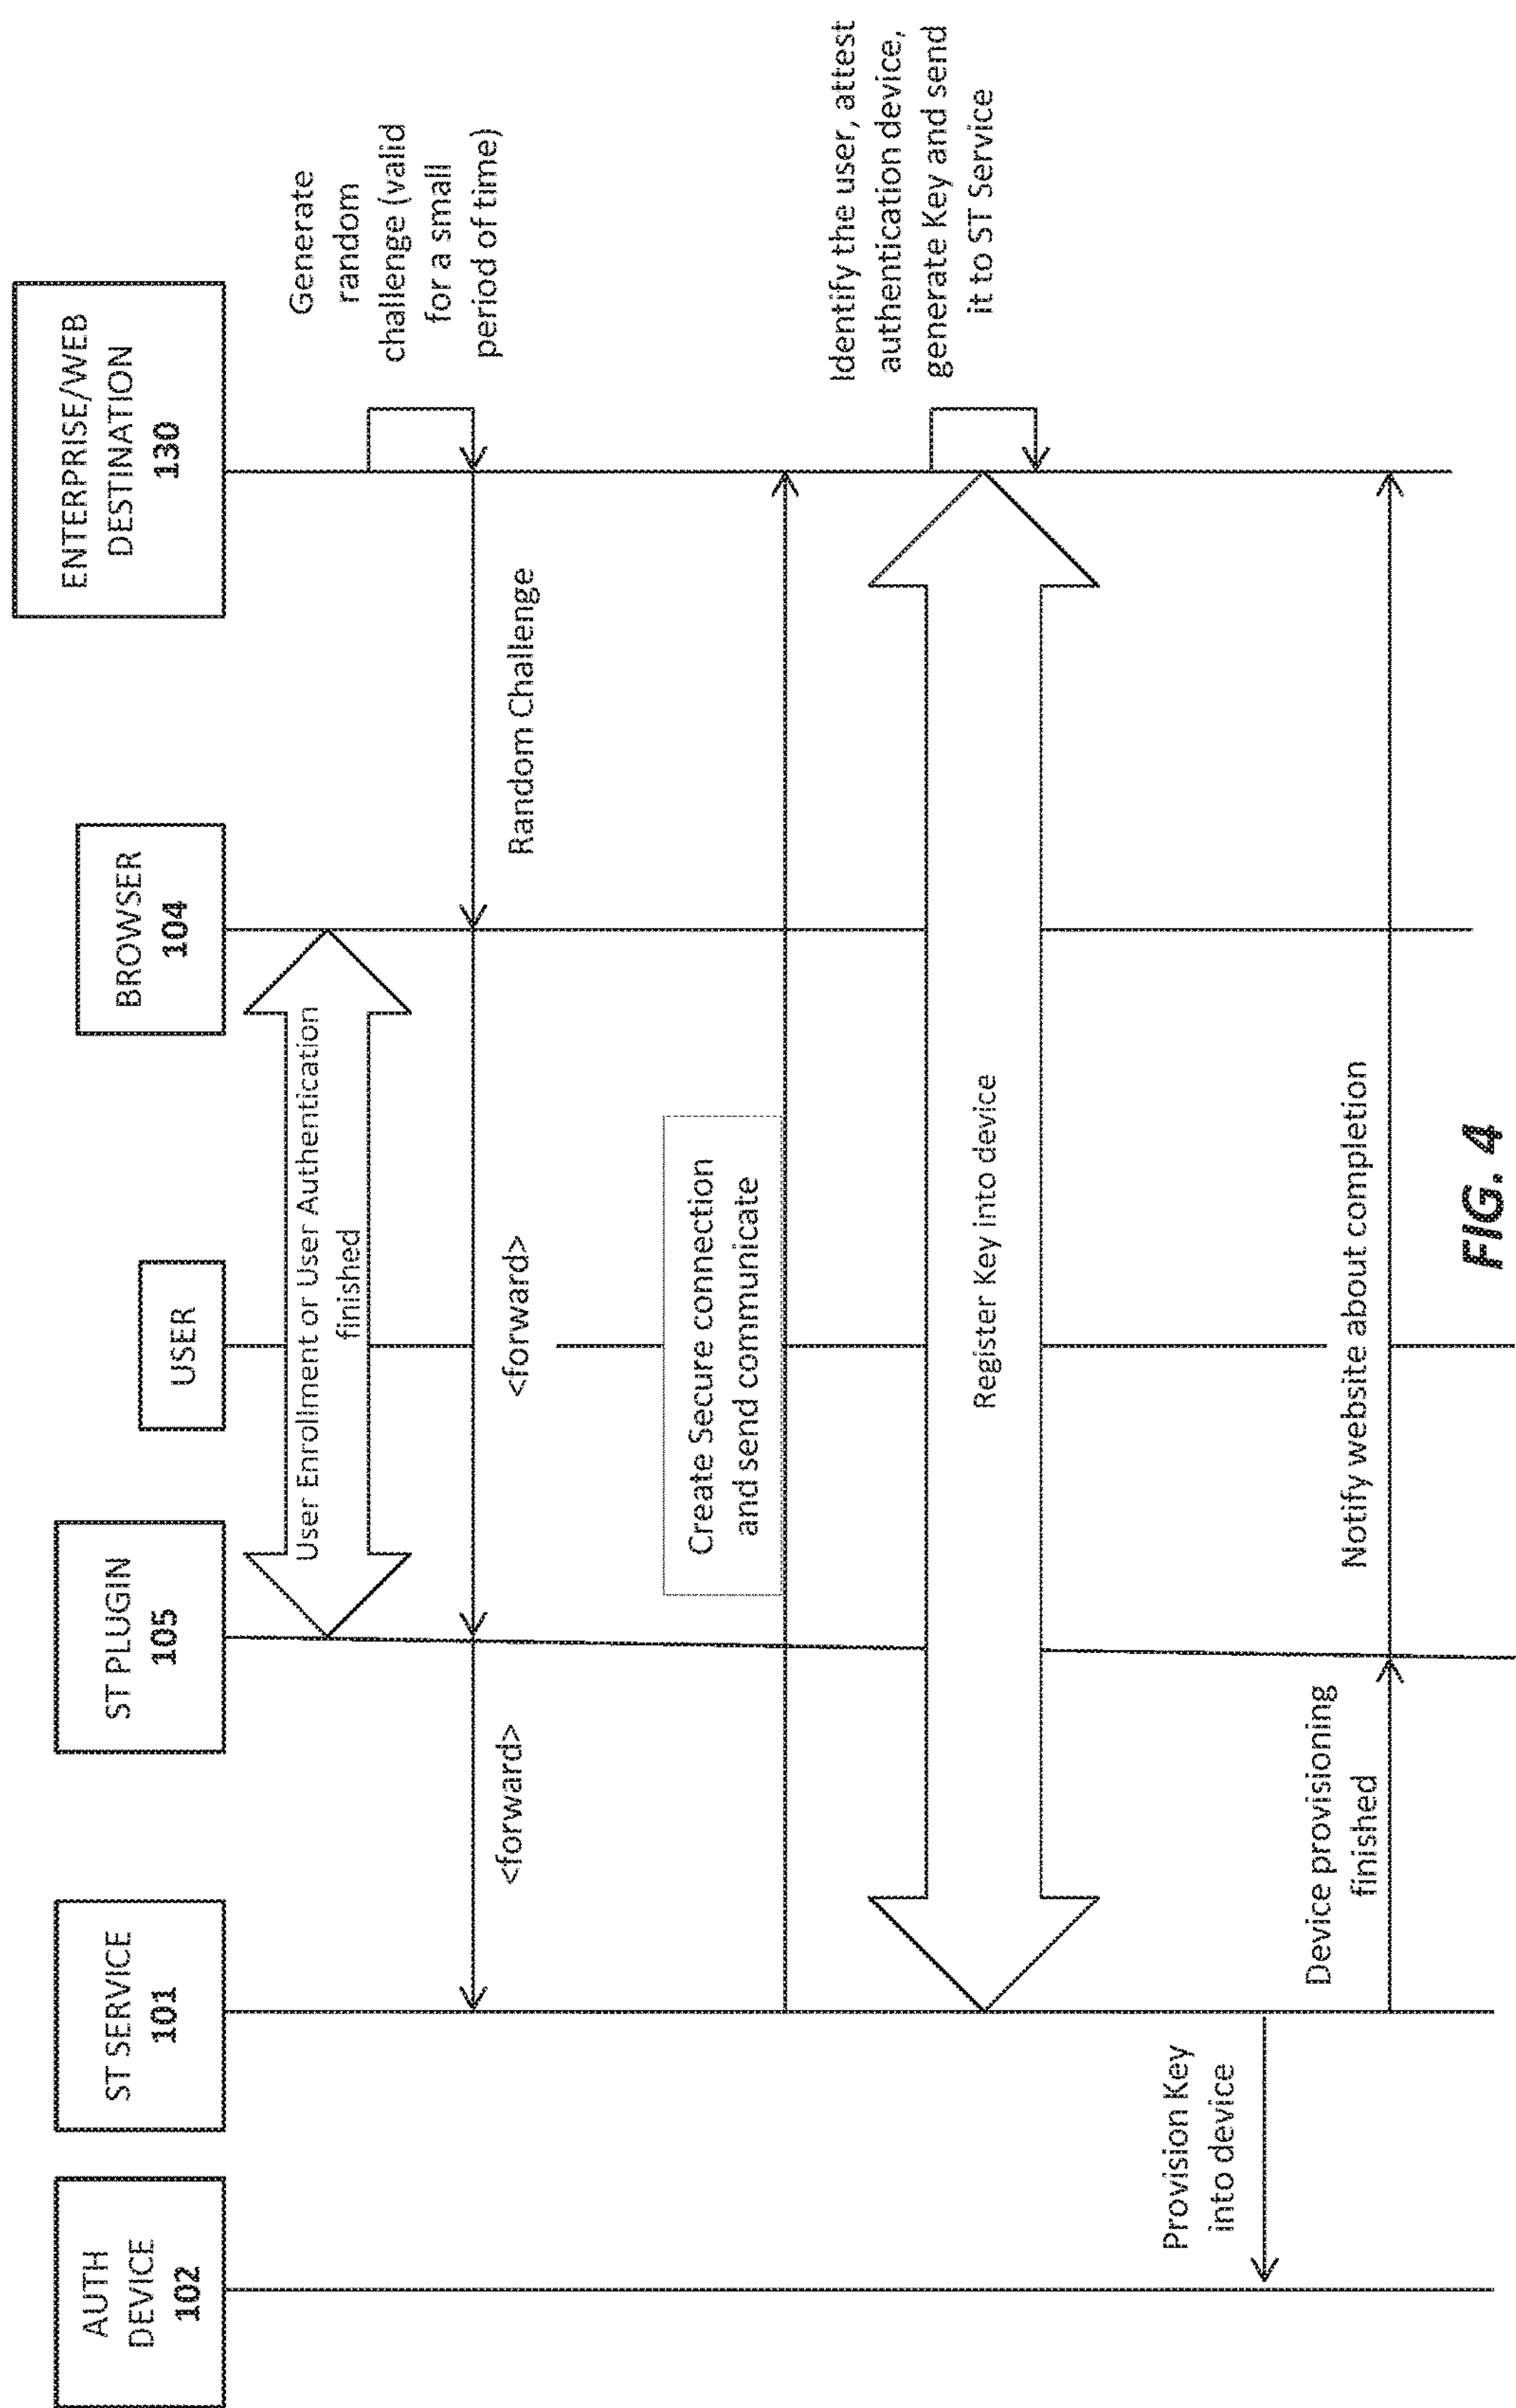 AUTH
DEVICE
102
ST SERVICE
101
ST PLUGIN
105
USER
BROWSER
104
ENTERPRISE/WEB
DESTINATION
130
User Enrollment or User Authentication
finished
Generate
random
challenge (valid
for a small
period of time)
Random Challenge
<forward>
<forward>
Create Secure connection
and send communicate
Identify the user, attest
authentication device,
generate Key and send
it to ST Service
Register Key into device
Provision Key
into device
Device provisioning
finished
Notify website about completion
FIG. 4